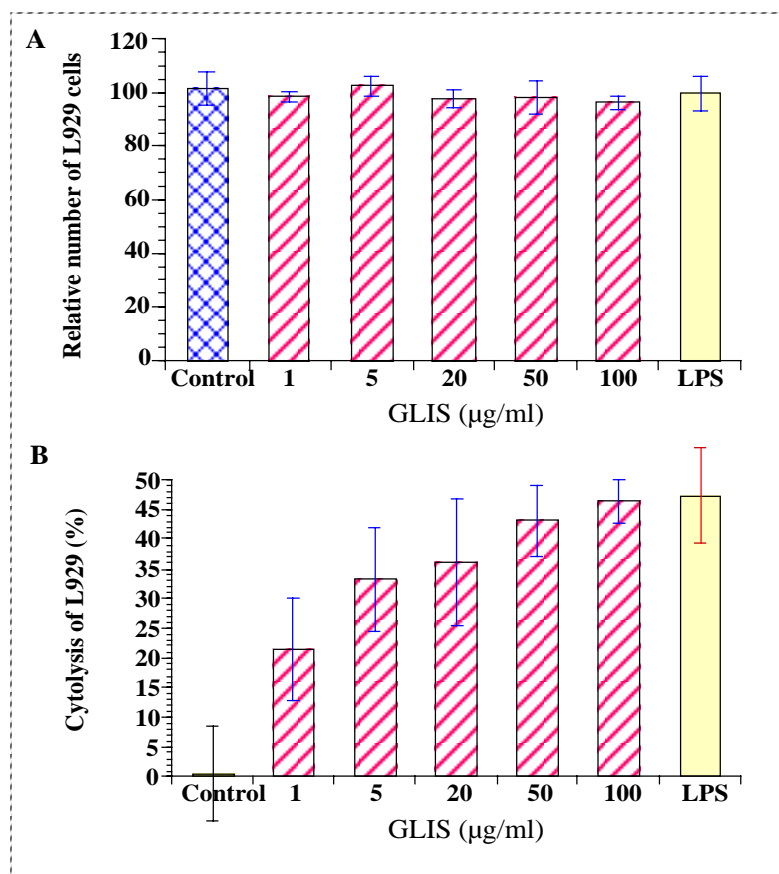 A
Relative number of L929 cells
120
100
80
60
40
20
0
Control 1 5 20 50 100 LPS
GLIS (μg/ml)
B
Cytolysis of L929 (%)
50
45
40
35
30
25
20
15
10
5
0
Control 1 5 20 50 100 LPS
GLIS (μg/ml)